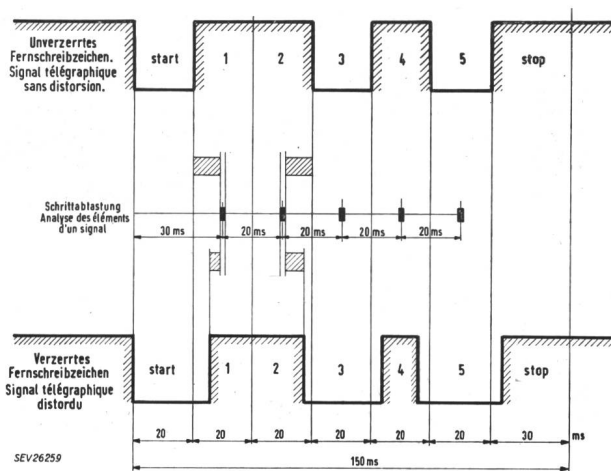 Unverzerrtes
Fernschreibzeichen.
Signal télégraphique
sans distorsion.
start 1 2 3 4 5 stop
Schrittabtastung
Analyse des éléments
d'un signal
30 ms 20 ms 20 ms 20 ms 20 ms
Verzerrtes
Fernschreibzeichen
Signal télégraphique
distordu
start 1 2 3 4 5 stop
20 20 20 20 20 20 30 ms
150 ms
SEV26259